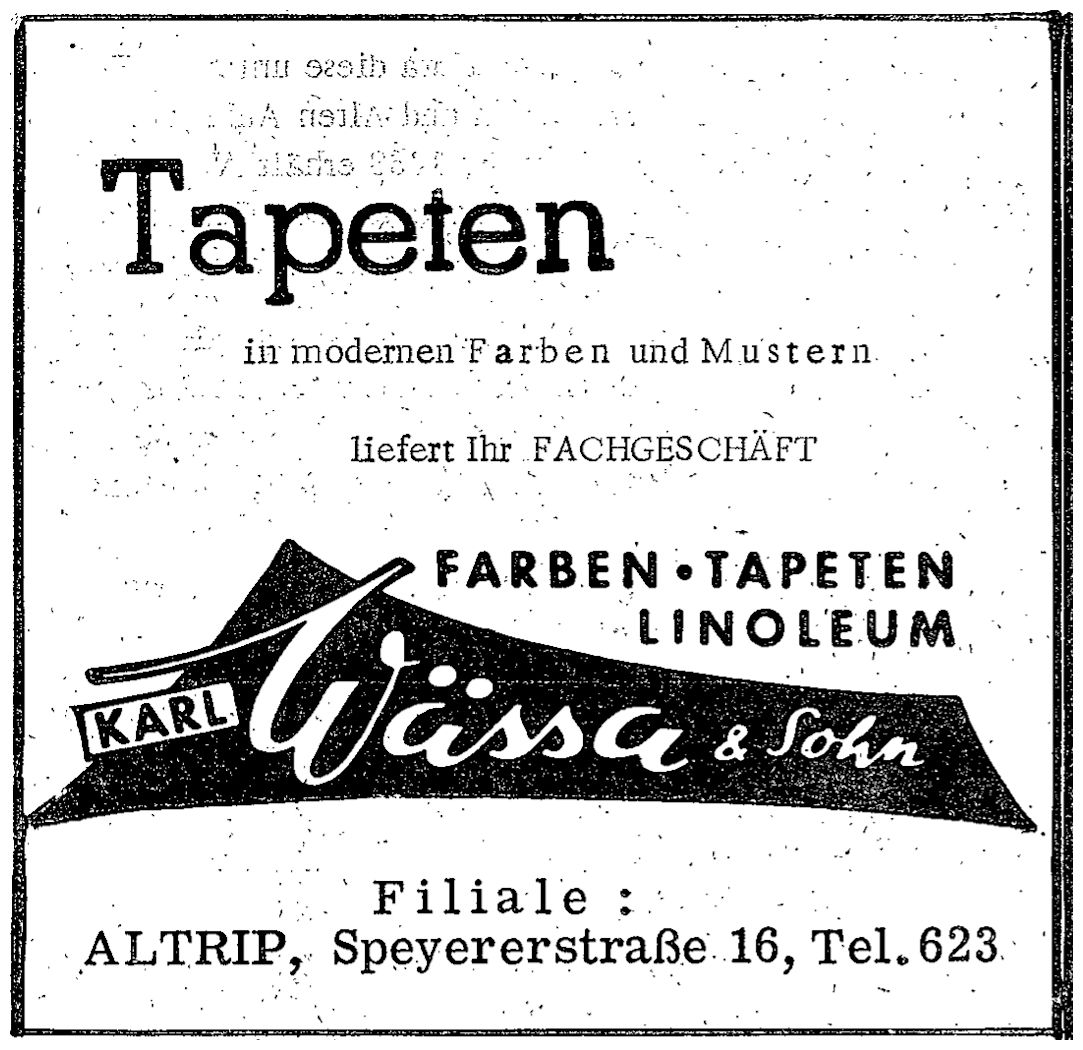 Tapeten
in modernen Farben und Mustern
liefert Ihr FACHGESCHÄFT
FARBEN • TAPETEN
LINOLEUM
KARL Wässa & Sohn
Filiale :
ALTRIP, Speyererstraße 16, Tel. 623